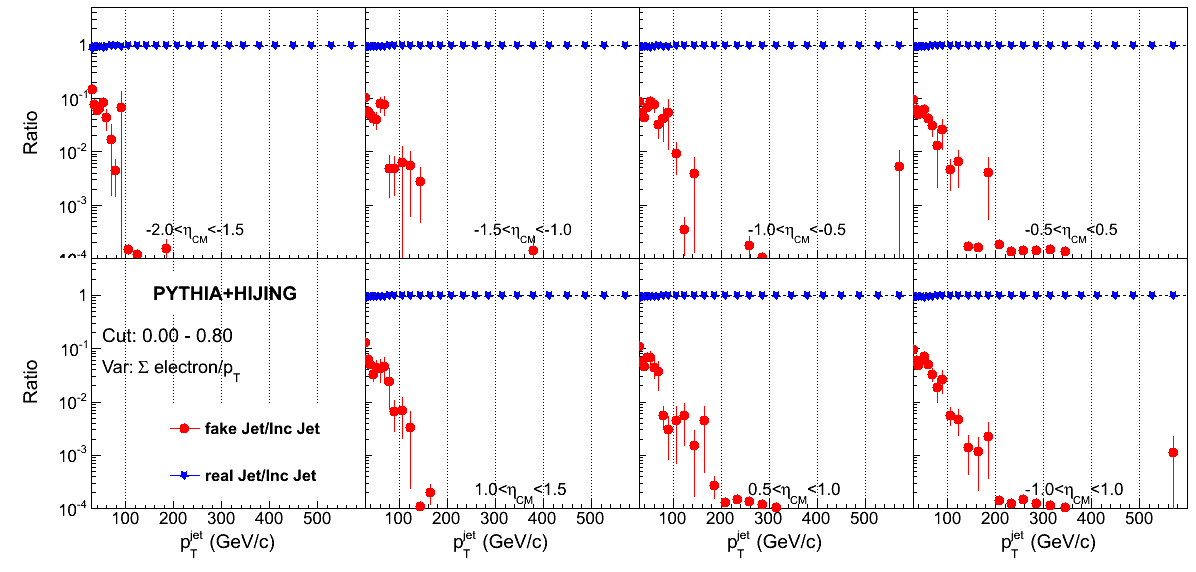 Ratio
1
10^-1
10^-2
10^-3
10^-4
-2.0<η_CM<-1.5
-1.5<η_CM<-1.0
-1.0<η_CM<-0.5
-0.5<η_CM<0.5
PYTHIA+HIJING
Cut: 0.00 - 0.80
Var: Σ electron/p_T
fake Jet/Inc Jet
real Jet/Inc Jet
Ratio
1
10^-1
10^-2
10^-3
10^-4
1.0<η_CM<1.5
0.5<η_CM<1.0
-1.0<η_CM<1.0
100 200 300 400 500
100 200 300 400 500
100 200 300 400 500
100 200 300 400 500
p_T^jet (GeV/c)
p_T^jet (GeV/c)
p_T^jet (GeV/c)
p_T^jet (GeV/c)